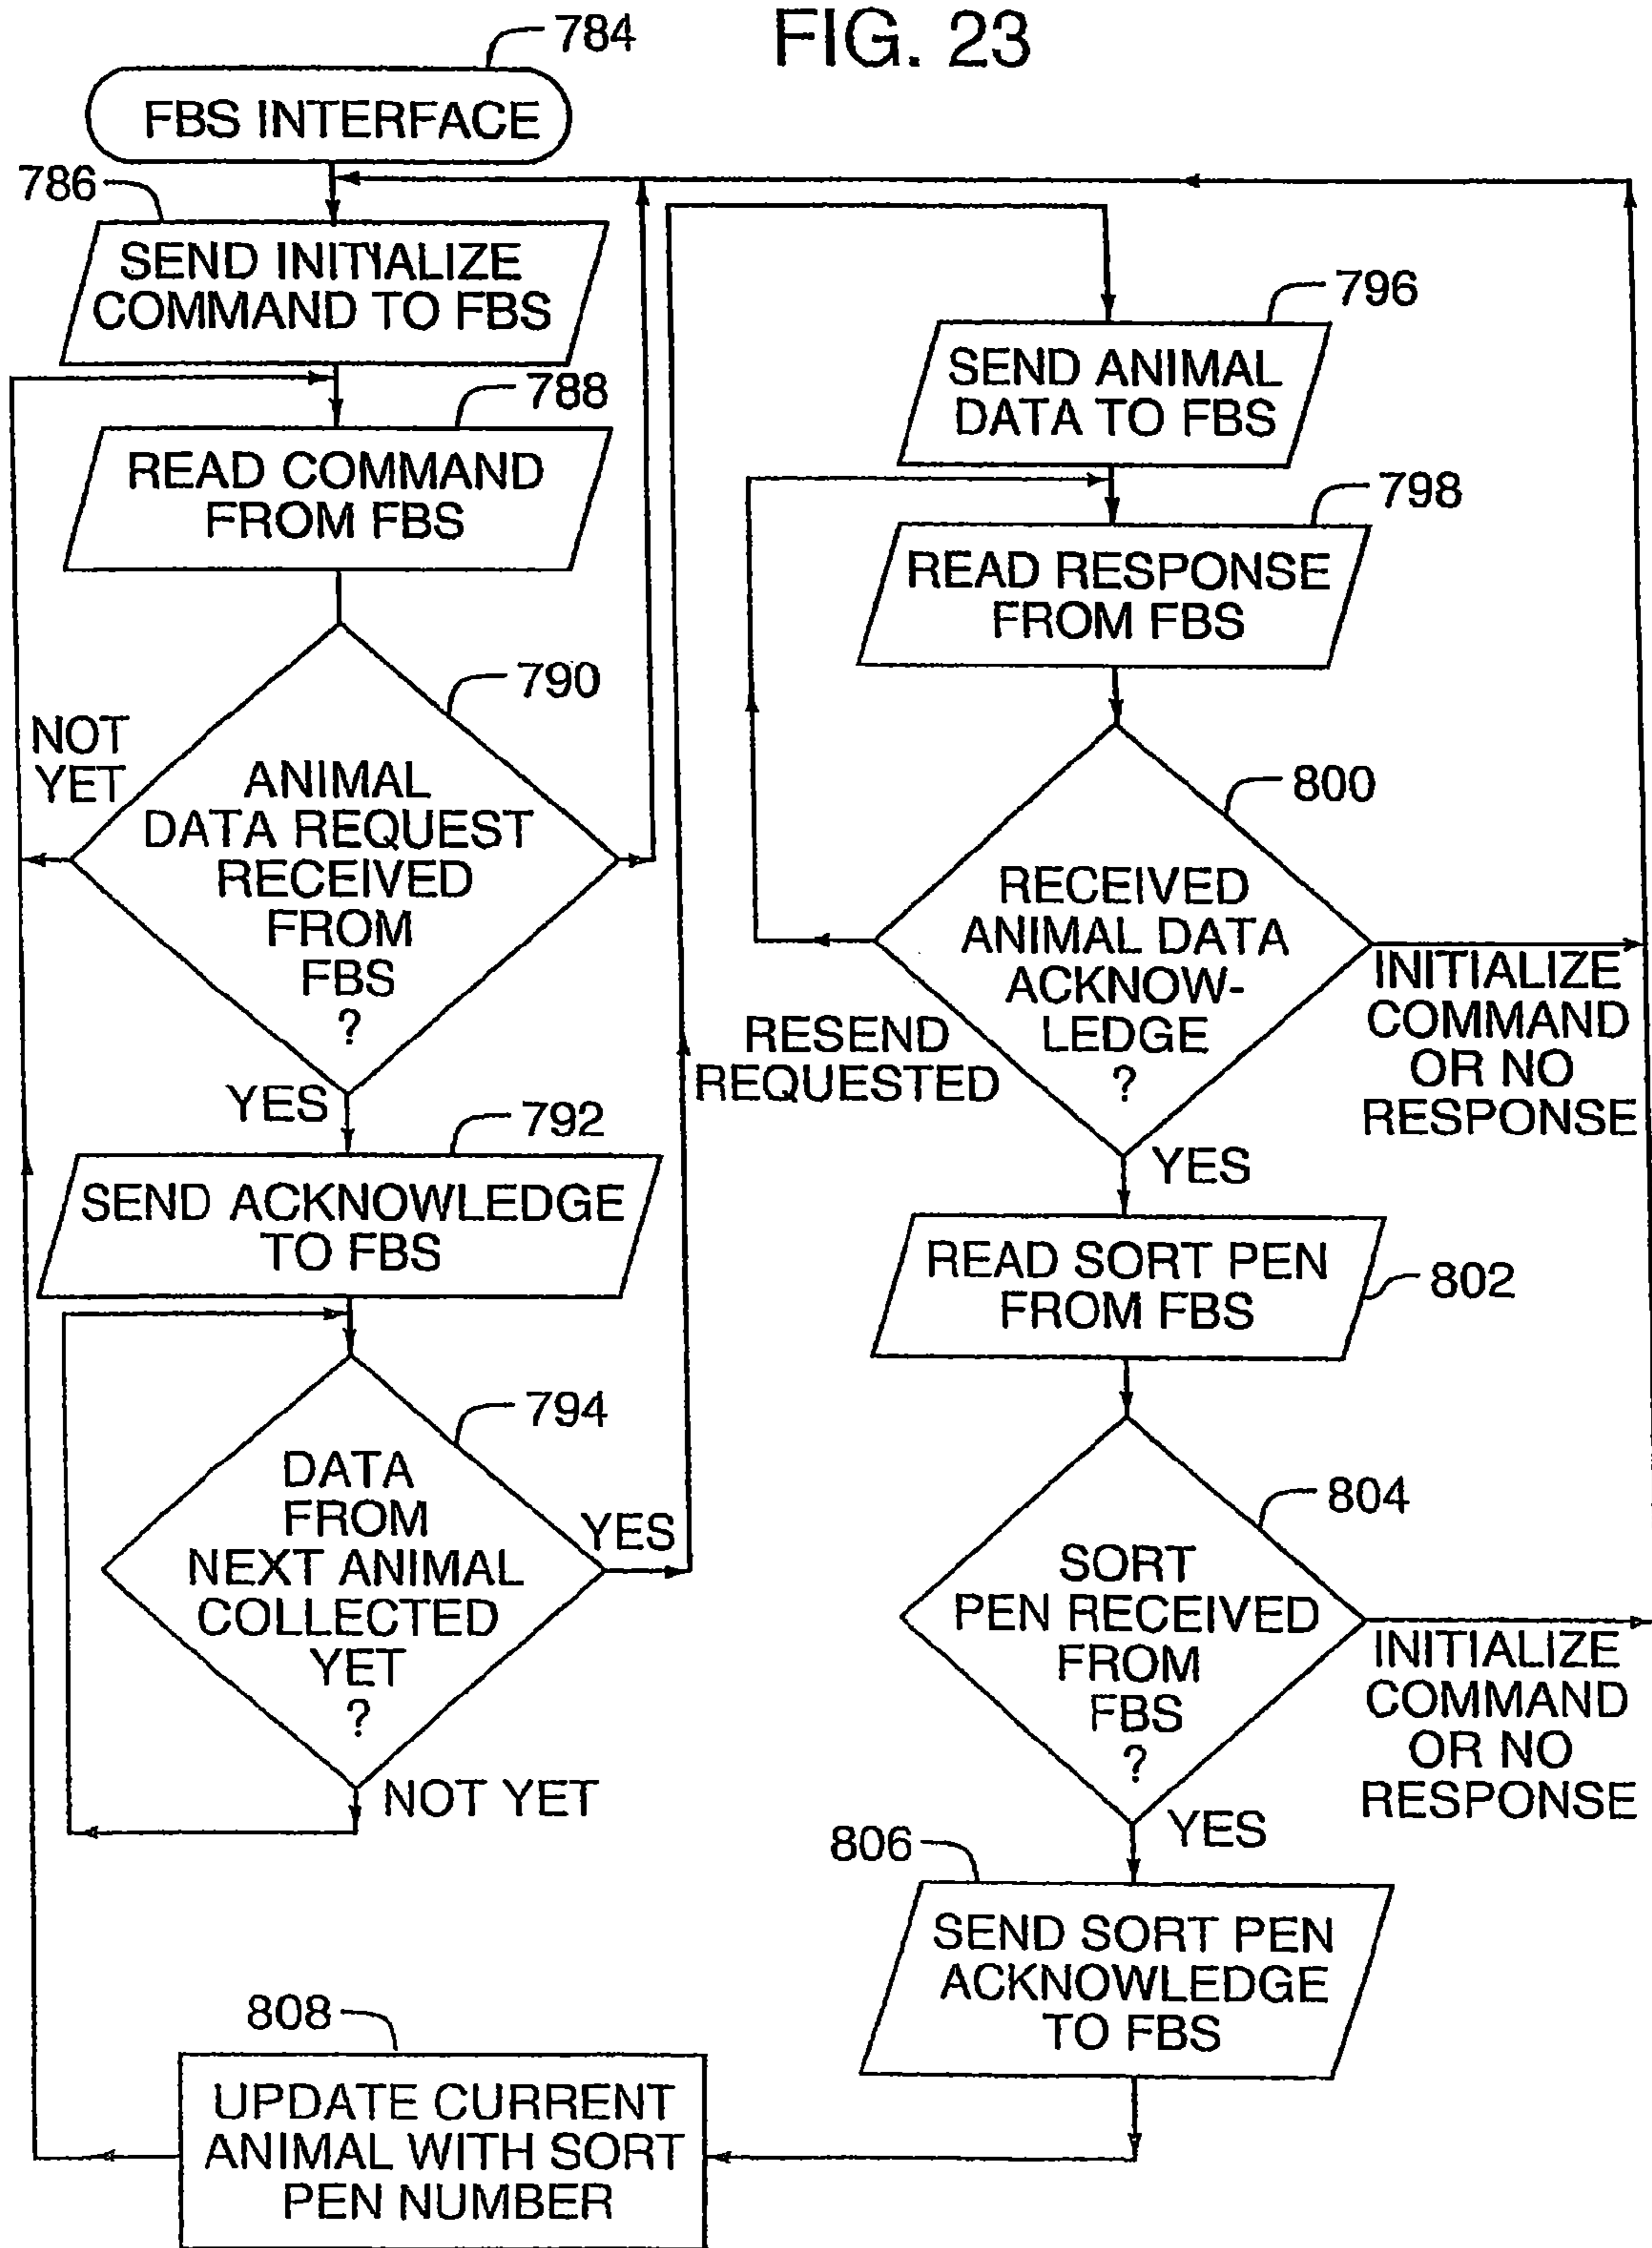 FIG. 23
784
FBS INTERFACE
786
SEND INITIALIZE
COMMAND TO FBS
788
READ COMMAND
FROM FBS
790
NOT
YET
ANIMAL
DATA REQUEST
RECEIVED
FROM
FBS
?
YES
792
SEND ACKNOWLEDGE
TO FBS
794
DATA
FROM
NEXT ANIMAL
COLLECTED
YET
?
YES
NOT YET
796
SEND ANIMAL
DATA TO FBS
798
READ RESPONSE
FROM FBS
800
RECEIVED
ANIMAL DATA
ACKNOW-
LEDGE
?
RESEND
REQUESTED
INITIALIZE
COMMAND
OR NO
RESPONSE
YES
READ SORT PEN
FROM FBS
802
804
SORT
PEN RECEIVED
FROM
FBS
?
INITIALIZE
COMMAND
OR NO
RESPONSE
YES
806
SEND SORT PEN
ACKNOWLEDGE
TO FBS
808
UPDATE CURRENT
ANIMAL WITH SORT
PEN NUMBER